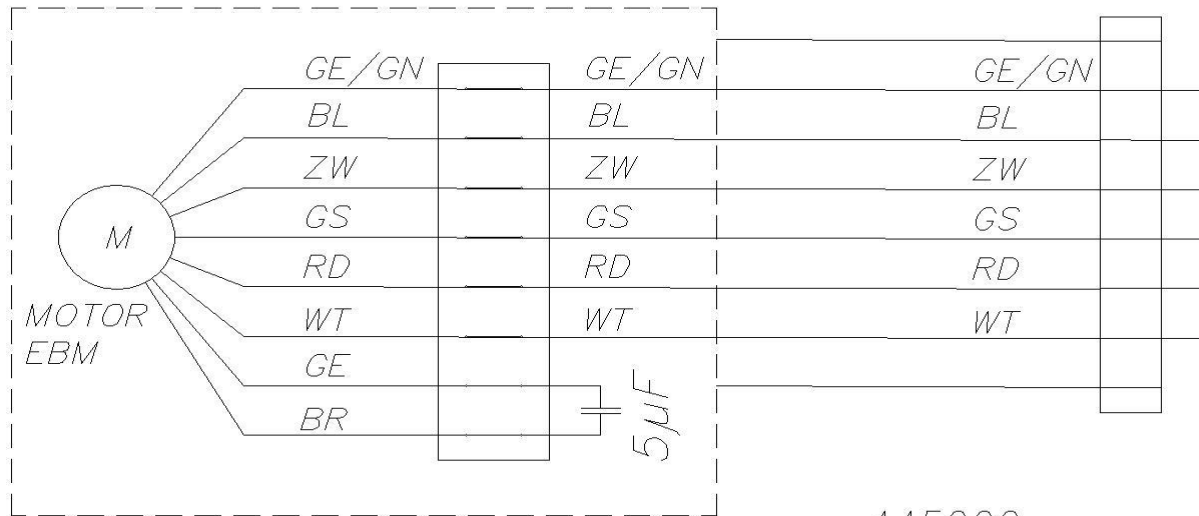 GE/GN GE/GN GE/GN
BL BL BL
ZW ZW ZW
GS GS GS
M
RD RD RD
MOTOR
WT WT WT
EBM
GE
BR
5µF